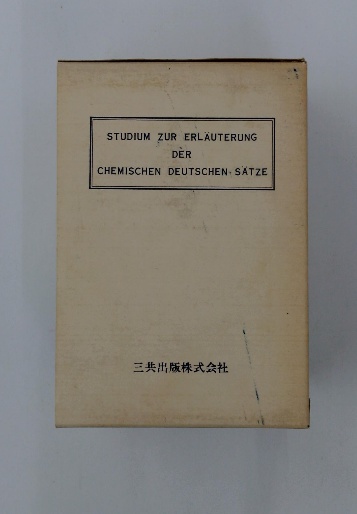 STUDIUM ZUR ERLÄUTERUNG
DER
CHEMISCHEN DEUTSCHEN SÄTZE
三共出版株式会社